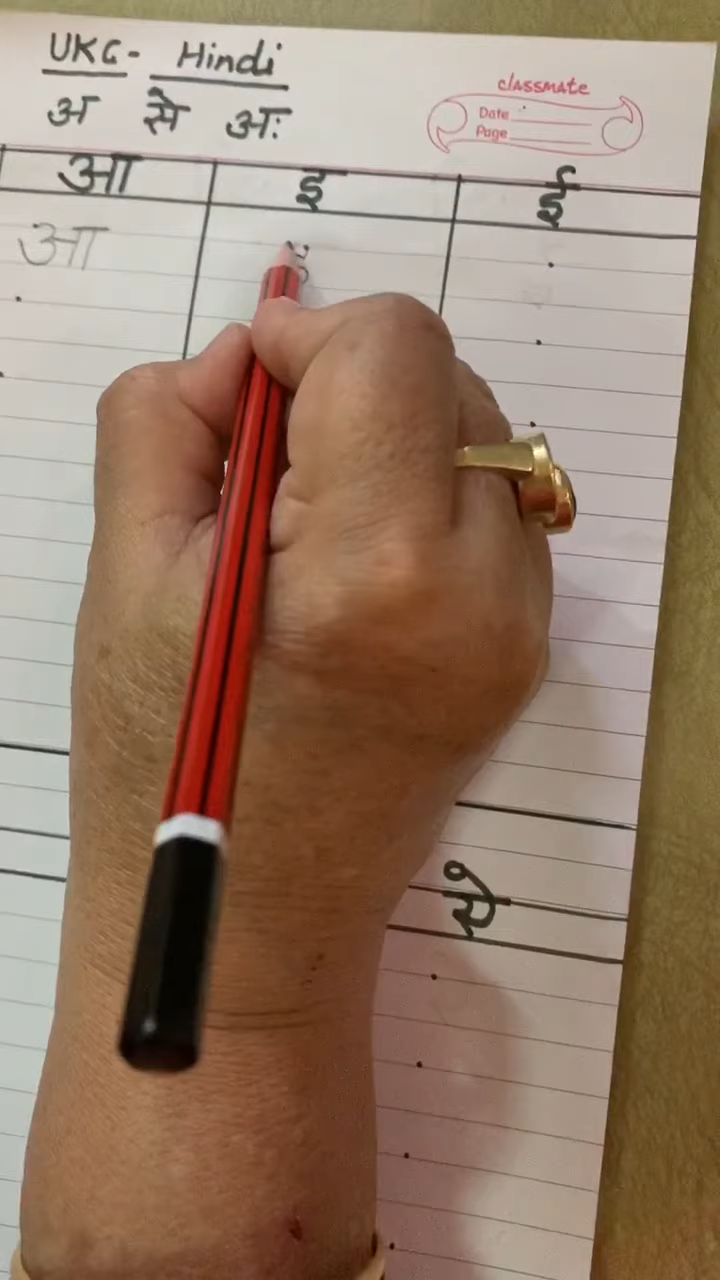 UKG - Hindi
अ से अः
classmate
Date
Page
आ इ ई
आ